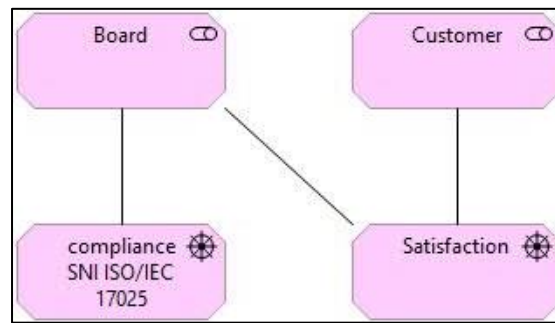 Board
Customer
compliance
SNI ISO/IEC
17025
Satisfaction